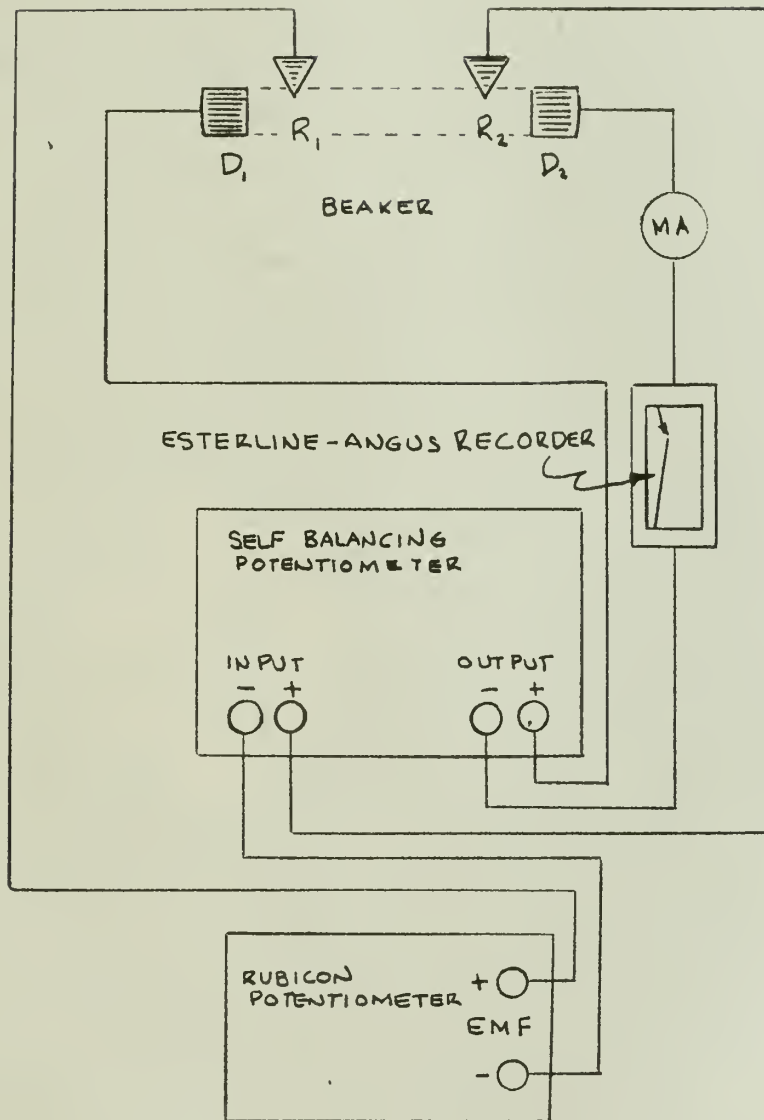 R1 R2
D1 D2
BEAKER
MA
ESTERLINE-ANGUS RECORDER
SELF BALANCING
POTENTIOMETER
INPUT OUTPUT
- + - +
RUBICON
POTENTIOMETER
+
EMF
-